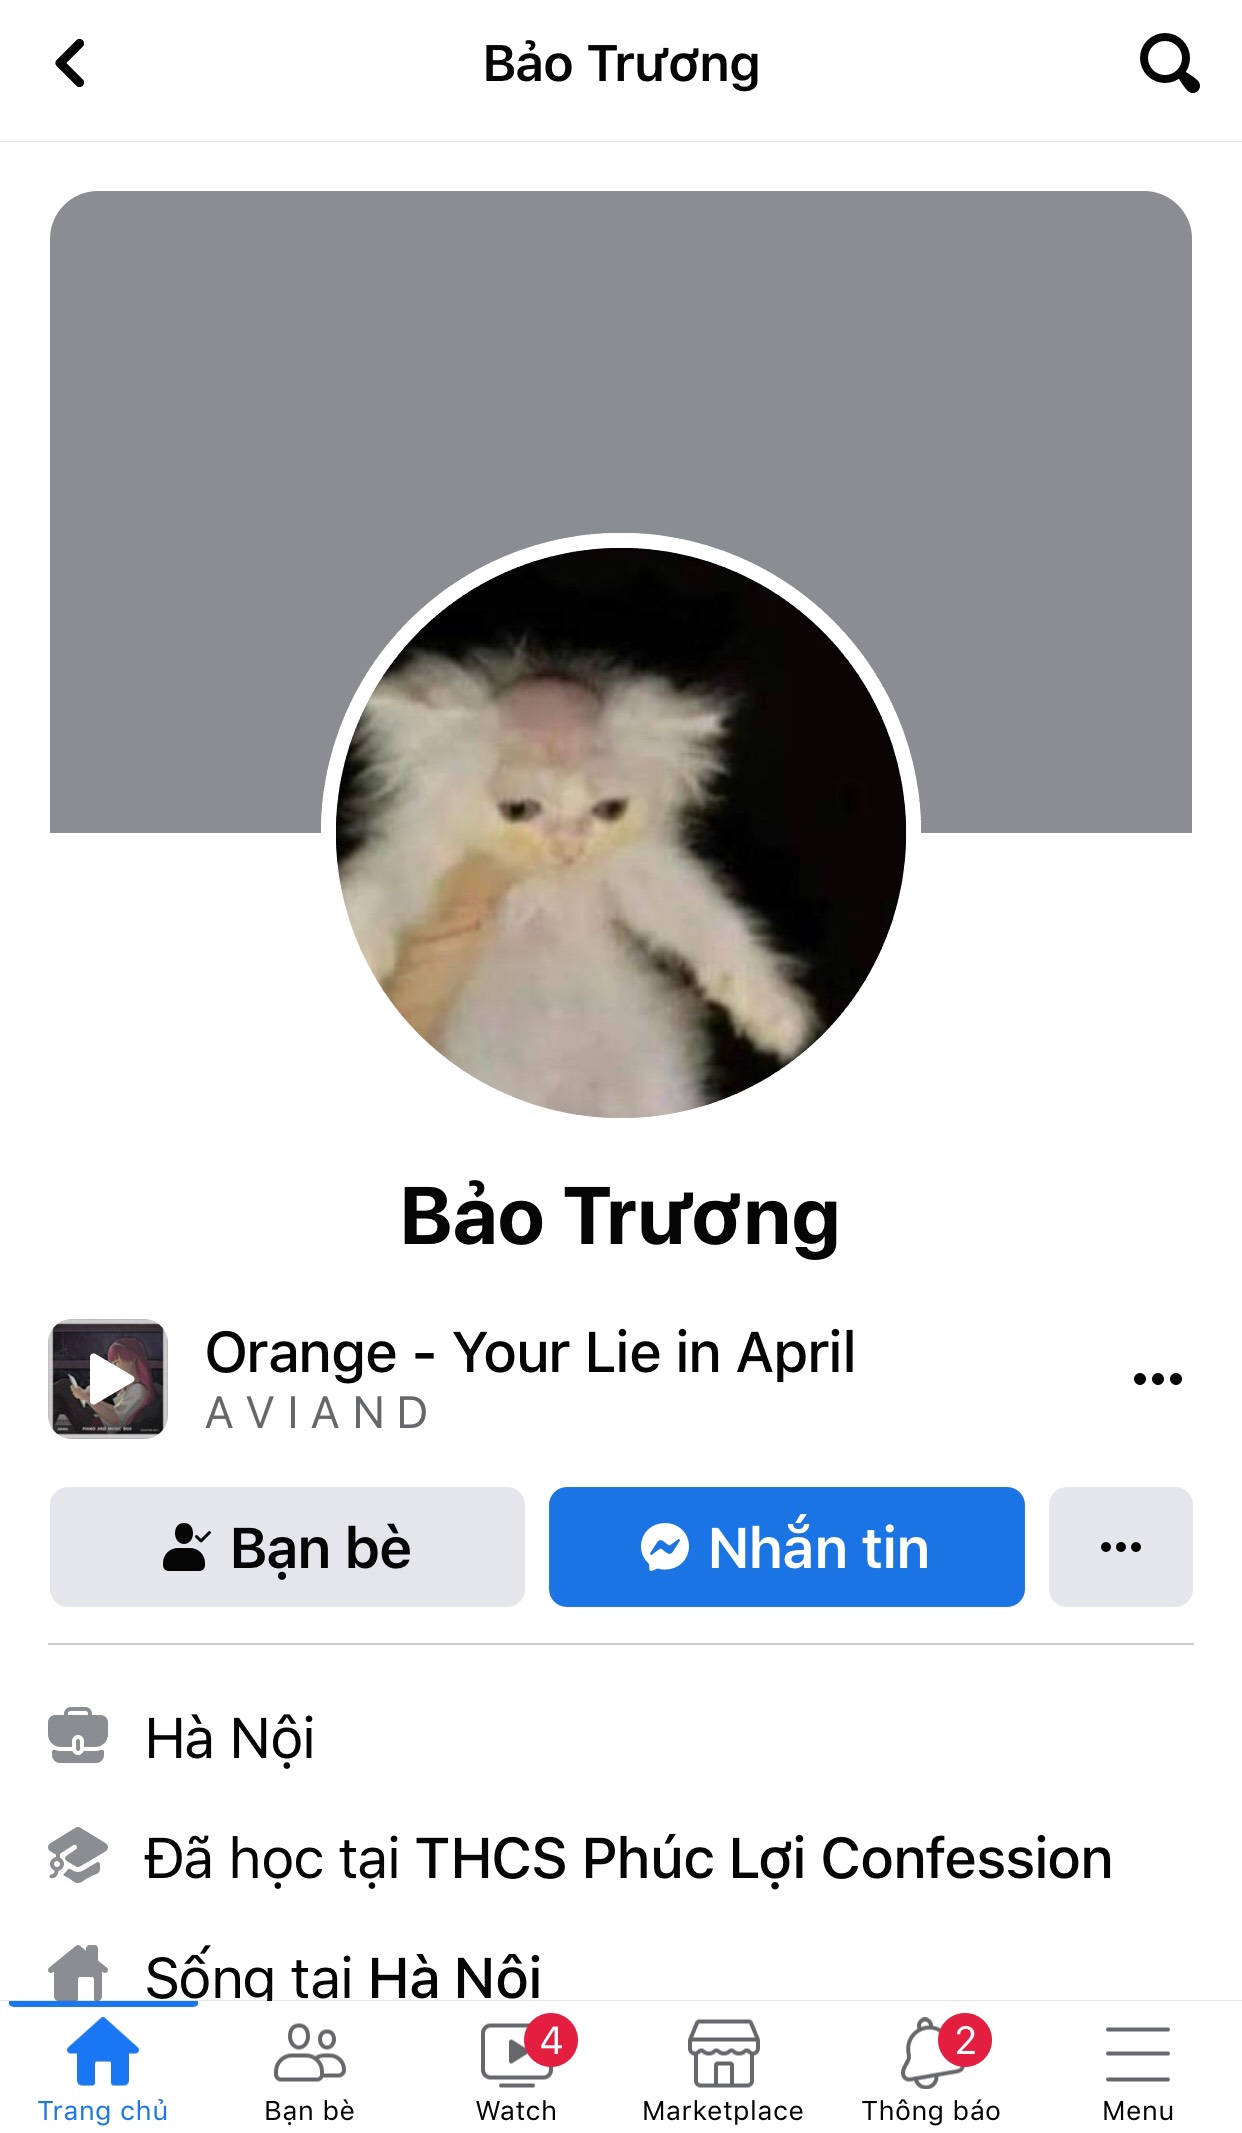 Bảo Trương
Bảo Trương
Orange - Your Lie in April
A V I A N D
Bạn bè
Nhắn tin
Hà Nội
Đã học tại THCS Phúc Lợi Confession
Sống tại Hà Nội
4
2
Trang chủ
Bạn bè
Watch
Marketplace
Thông báo
Menu